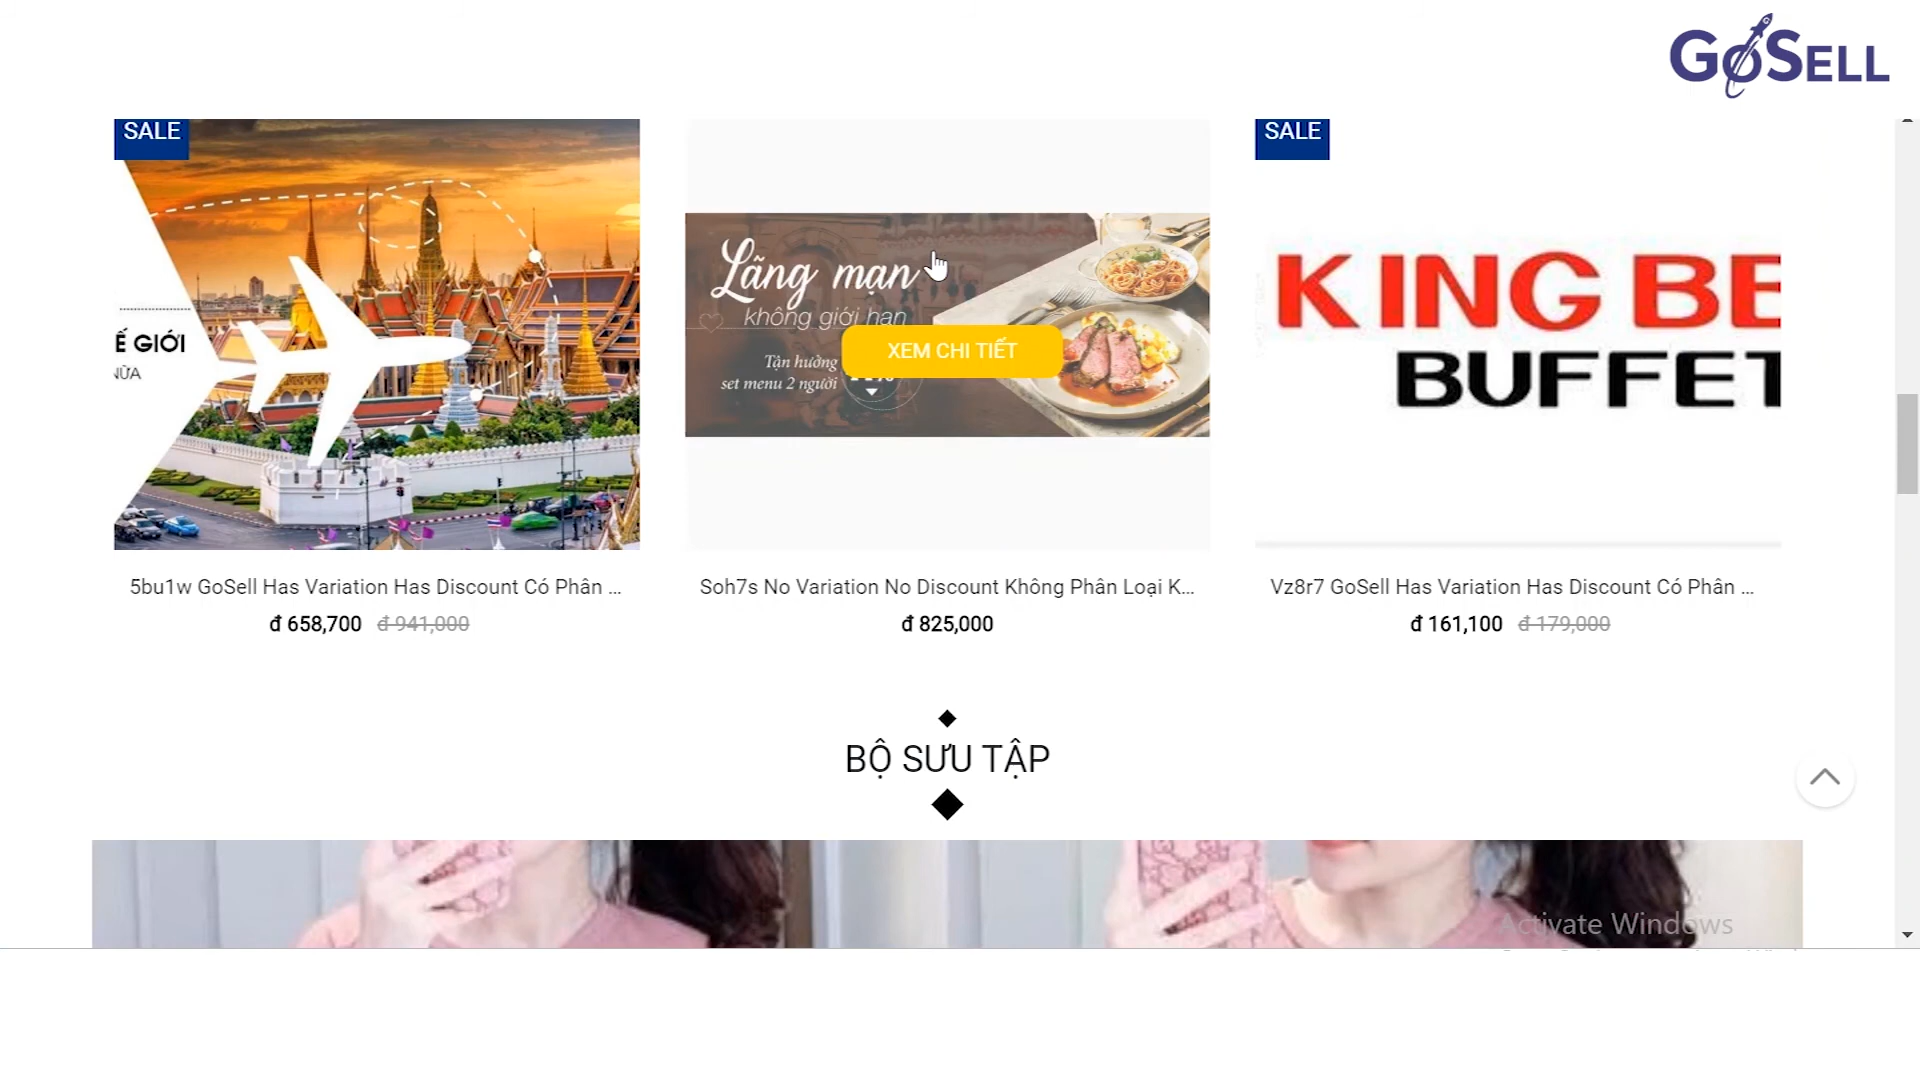 GoSELL
SALE
Ế GIỚI
NỮA
Lãng mạn
không giới hạn
Tận hưởng
set menu 2 người
XEM CHI TIẾT
SALE
KING BE
BUFFET
5bu1w GoSell Has Variation Has Discount Có Phân ...
đ 658,700 đ 941,000
Soh7s No Variation No Discount Không Phân Loại K...
đ 825,000
Vz8r7 GoSell Has Variation Has Discount Có Phân ...
đ 161,100 đ 179,000
BỘ SƯU TẬP
Activate Windows